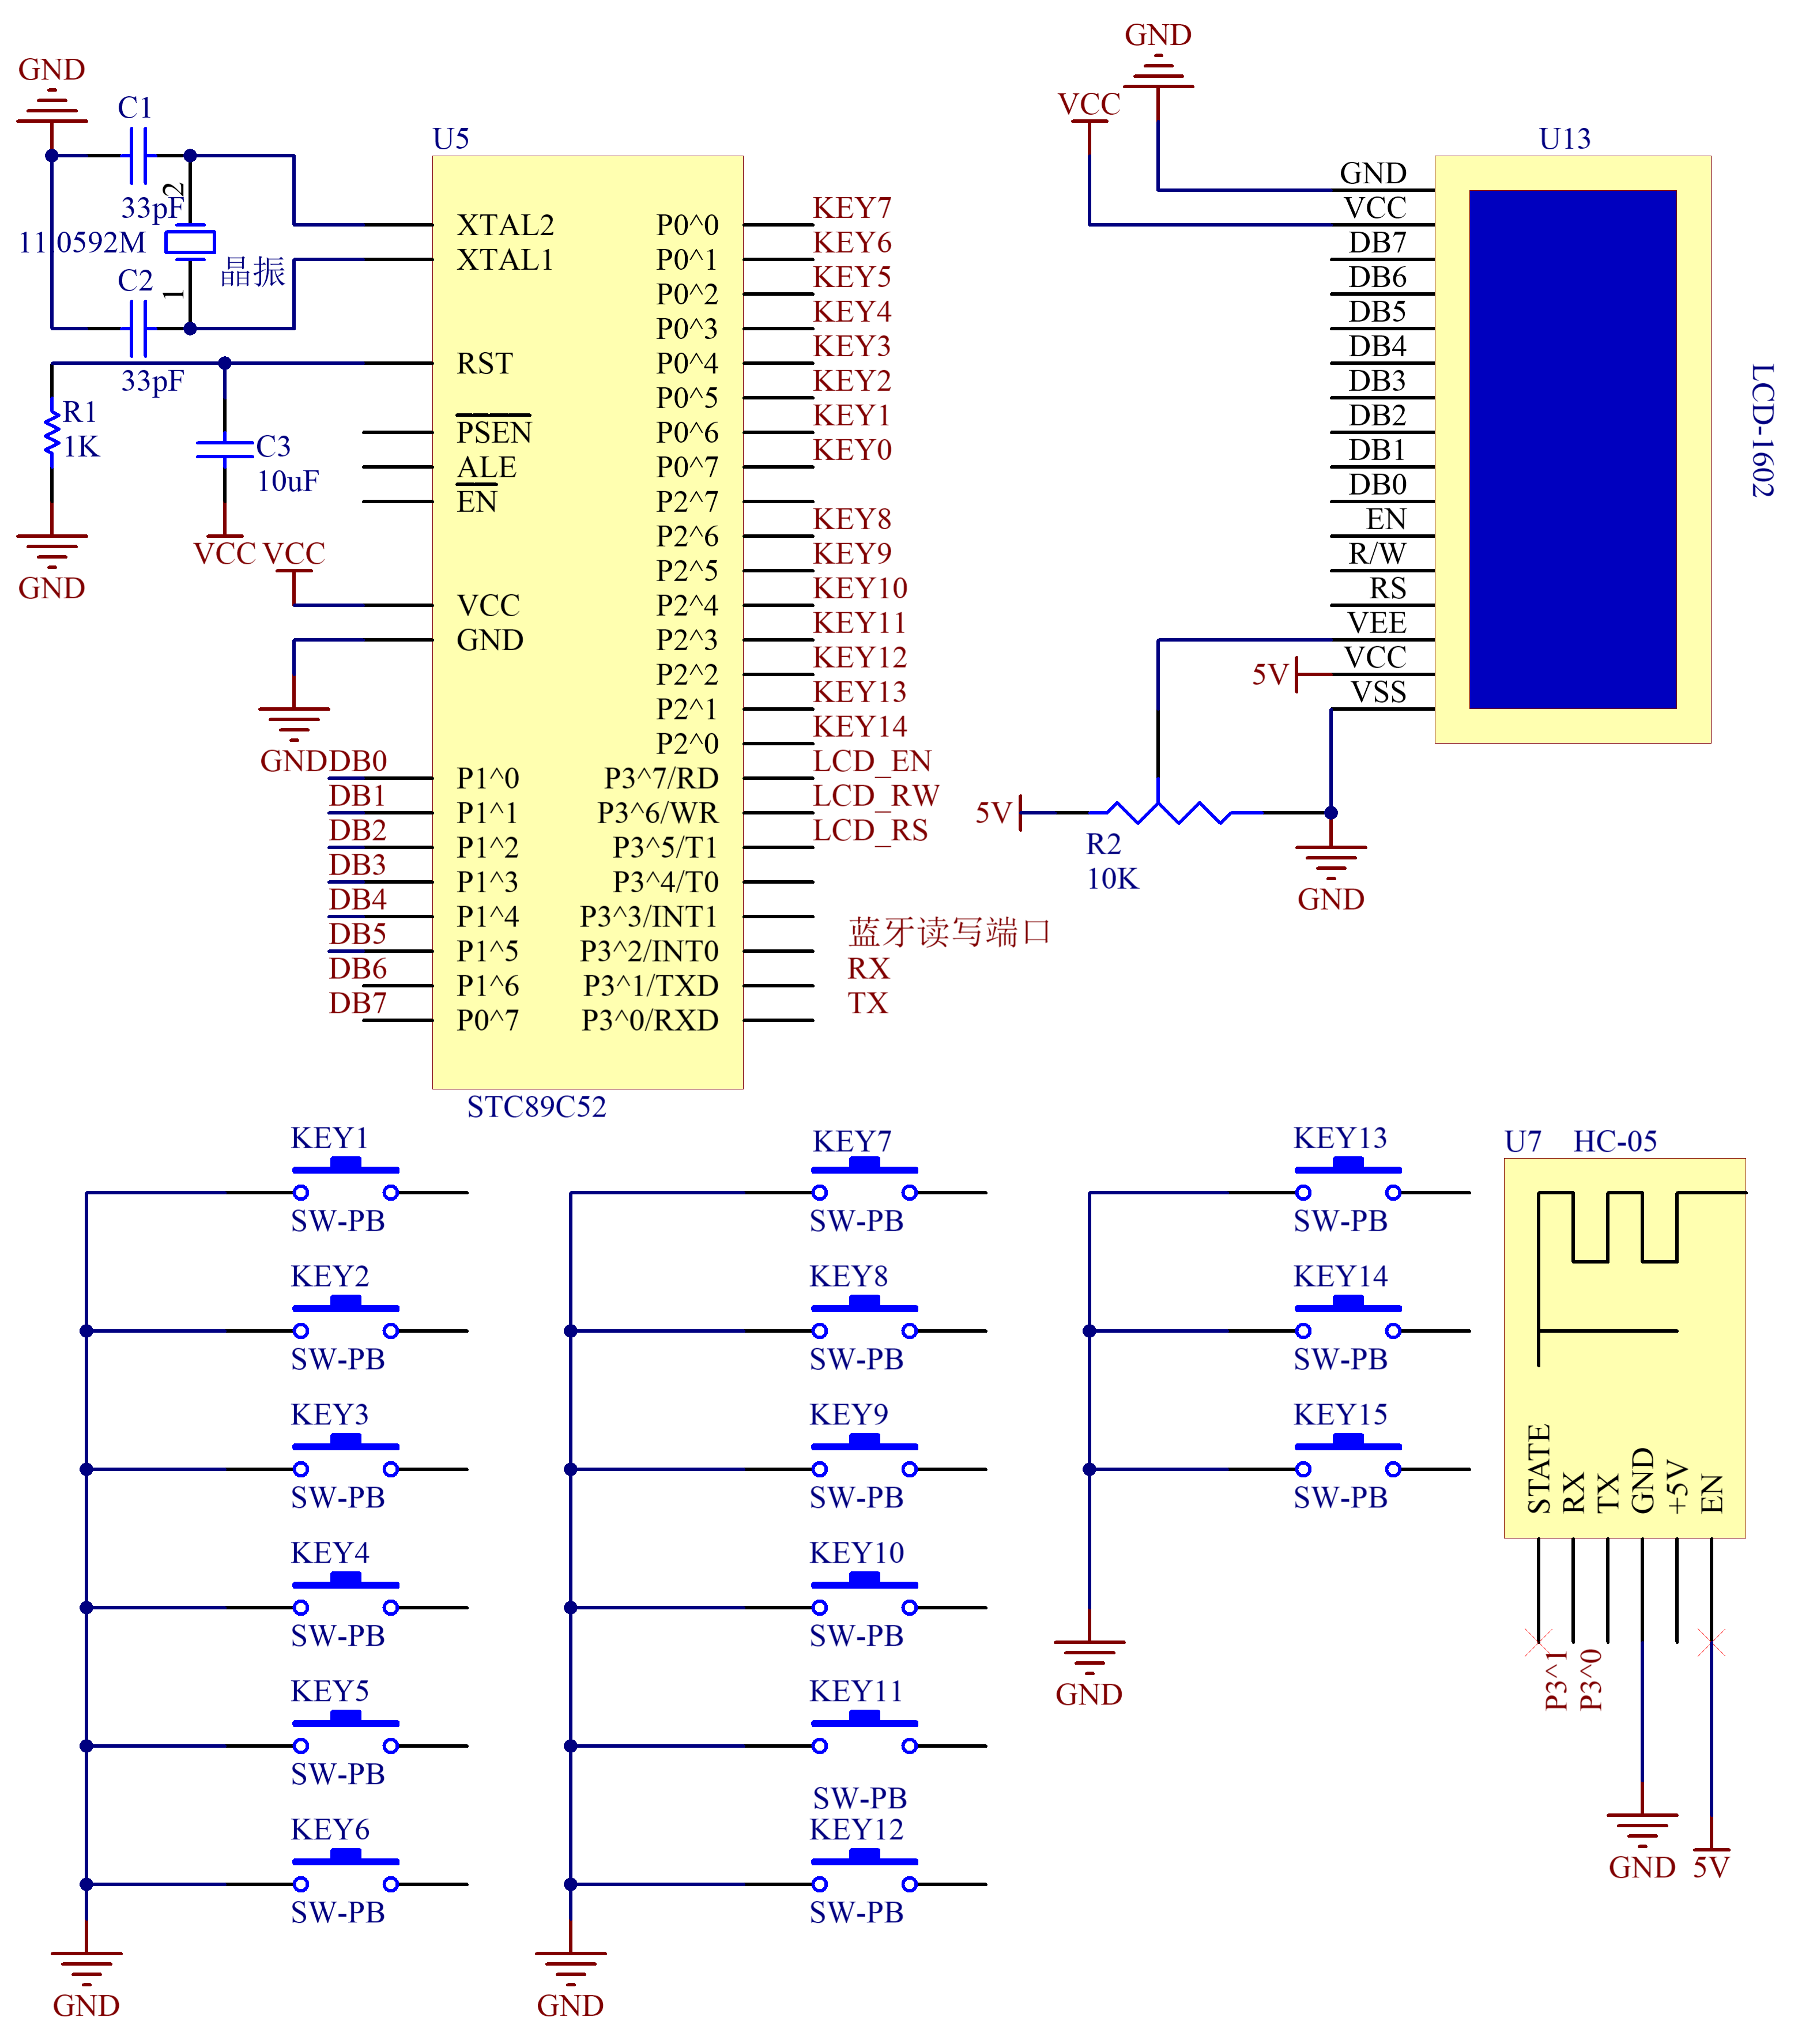 GND
C1
2
33pF
11.0592M
晶振
C2
1
33pF
R1
1K
C3
10uF
GND
VCC
VCC
GND
U5
XTAL2
XTAL1
RST
PSEN
ALE
EN
VCC
GND
P1^0
P1^1
P1^2
P1^3
P1^4
P1^5
P1^6
P0^7
DB0
DB1
DB2
DB3
DB4
DB5
DB6
DB7
P0^0
P0^1
P0^2
P0^3
P0^4
P0^5
P0^6
P0^7
P2^7
P2^6
P2^5
P2^4
P2^3
P2^2
P2^1
P2^0
P3^7/RD
P3^6/WR
P3^5/T1
P3^4/T0
P3^3/INT1
P3^2/INT0
P3^1/TXD
P3^0/RXD
KEY7
KEY6
KEY5
KEY4
KEY3
KEY2
KEY1
KEY0
KEY8
KEY9
KEY10
KEY11
KEY12
KEY13
KEY14
LCD_EN
LCD_RW
LCD_RS
蓝牙读写端口
RX
TX
STC89C52
GND
VCC
U13
GND
VCC
DB7
DB6
DB5
DB4
DB3
DB2
DB1
DB0
EN
R/W
RS
VEE
VCC
VSS
LCD-1602
5V
5V
R2
10K
GND
KEY1
SW-PB
KEY2
SW-PB
KEY3
SW-PB
KEY4
SW-PB
KEY5
SW-PB
KEY6
SW-PB
GND
KEY7
SW-PB
KEY8
SW-PB
KEY9
SW-PB
KEY10
SW-PB
KEY11
SW-PB
KEY12
SW-PB
GND
KEY13
SW-PB
KEY14
SW-PB
KEY15
SW-PB
GND
U7 HC-05
STATE
RX
TX
GND
+5V
EN
P3^1
P3^0
GND
5V